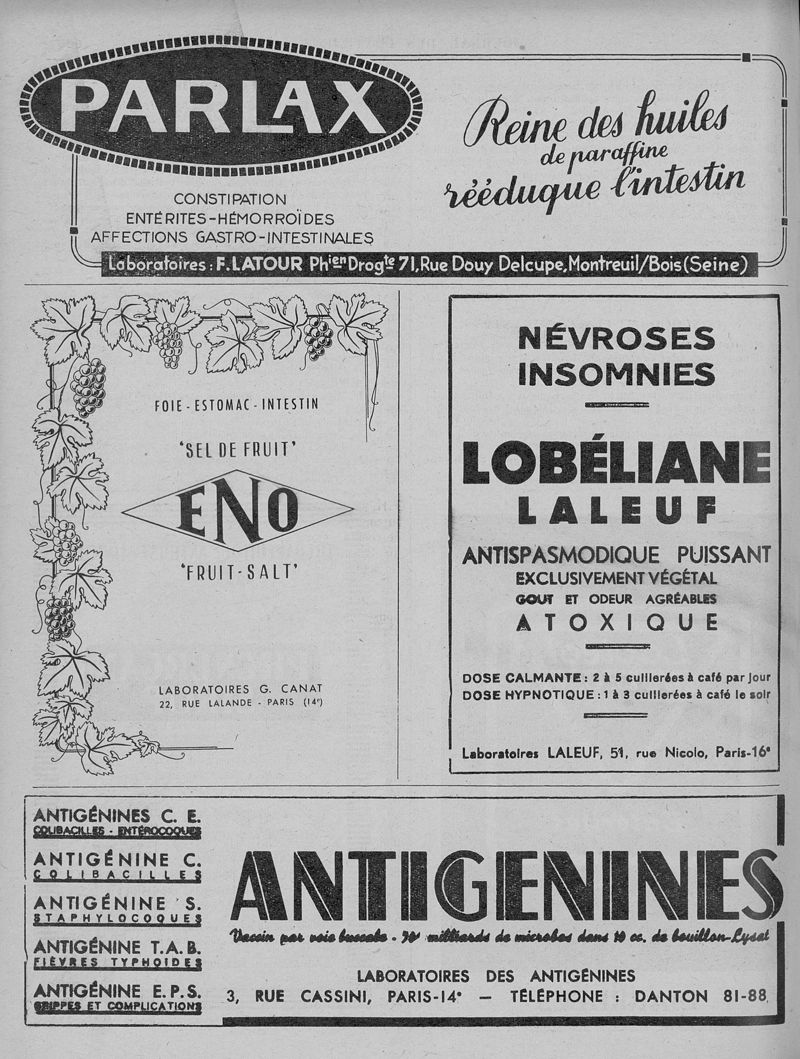 PARLAX
CONSTIPATION
ENTÉRITES-HÉMORROÏDES
AFFECTIONS GASTRO-INTESTINALES
Reine des huiles
de paraffine
rééduque l'intestin
Laboratoires: F. LATOUR Phien Drogte 71, Rue Douy Delcupe, Montreuil/Bois (Seine)
FOIE - ESTOMAC - INTESTIN
'SEL DE FRUIT'
ENO
'FRUIT-SALT'
LABORATOIRES G. CANAT
22, RUE LALANDE - PARIS (14e)
NÉVROSES
INSOMNIES
LOBÉLIANE
LALEUF
ANTISPASMODIQUE PUISSANT
EXCLUSIVEMENT VÉGÉTAL
GOUT ET ODEUR AGRÉABLES
ATOXIQUE
DOSE CALMANTE : 2 à 5 cuillerées à café par jour
DOSE HYPNOTIQUE : 1 à 3 cuillerées à café le soir
Laboratoires LALEUF, 51, rue Nicolo, Paris-16e
ANTIGÉNINES C. E.
COLIBACILLES - ENTÉROCOQUES
ANTIGÉNINE C.
COLIBACILLES
ANTIGÉNINE S.
STAPHYLOCOQUES
ANTIGÉNINE T.A.B.
FIÈVRES TYPHOIDES
ANTIGÉNINE E.P.S.
GRIPPES ET COMPLICATIONS
ANTIGENINES
Vaccin par voie buccale - milliards de microbes dans 10 cc. de bouillon-Lysat
LABORATOIRES DES ANTIGÉNINES
3, RUE CASSINI, PARIS-14e — TÉLÉPHONE : DANTON 81-88